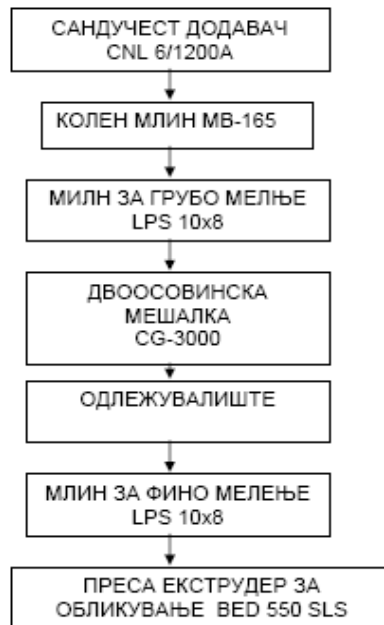 САНДУЧЕСТ ДОДАВАЧ
CNL 6/1200A
КОЛЕН МЛИН МВ-165
МИЛН ЗА ГРУБО МЕЛЊЕ
LPS 10x8
ДВООСОВИНСКА
МЕШАЛКА
CG-3000
ОДЛЕЖУВАЛИШТЕ
МЛИН ЗА ФИНО МЕЛЕЊЕ
LPS 10x8
ПРЕСА ЕКСТРУДЕР ЗА
ОБЛИКУВАЊЕ BED 550 SLS